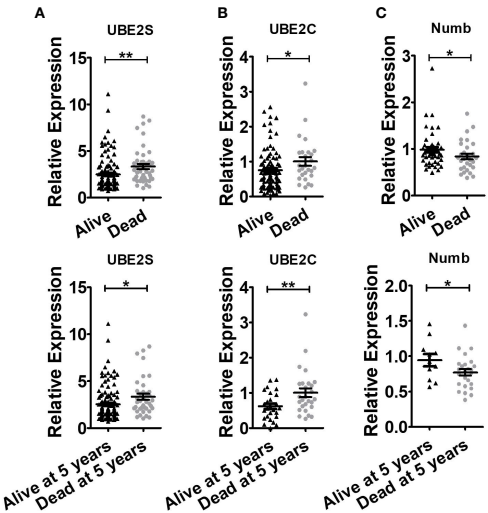 A
UBE2S
**
Relative Expression
15
10
5
0
Alive
Dead
B
UBE2C
*
Relative Expression
4
3
2
1
0
Alive
Dead
C
Numb
*
Relative Expression
3
2
1
0
Alive
Dead
UBE2S
*
Relative Expression
15
10
5
0
Alive at 5 years
Dead at 5 years
UBE2C
**
Relative Expression
4
3
2
1
0
Alive at 5 years
Dead at 5 years
Numb
*
Relative Expression
2.0
1.5
1.0
0.5
0.0
Alive at 5 years
Dead at 5 years